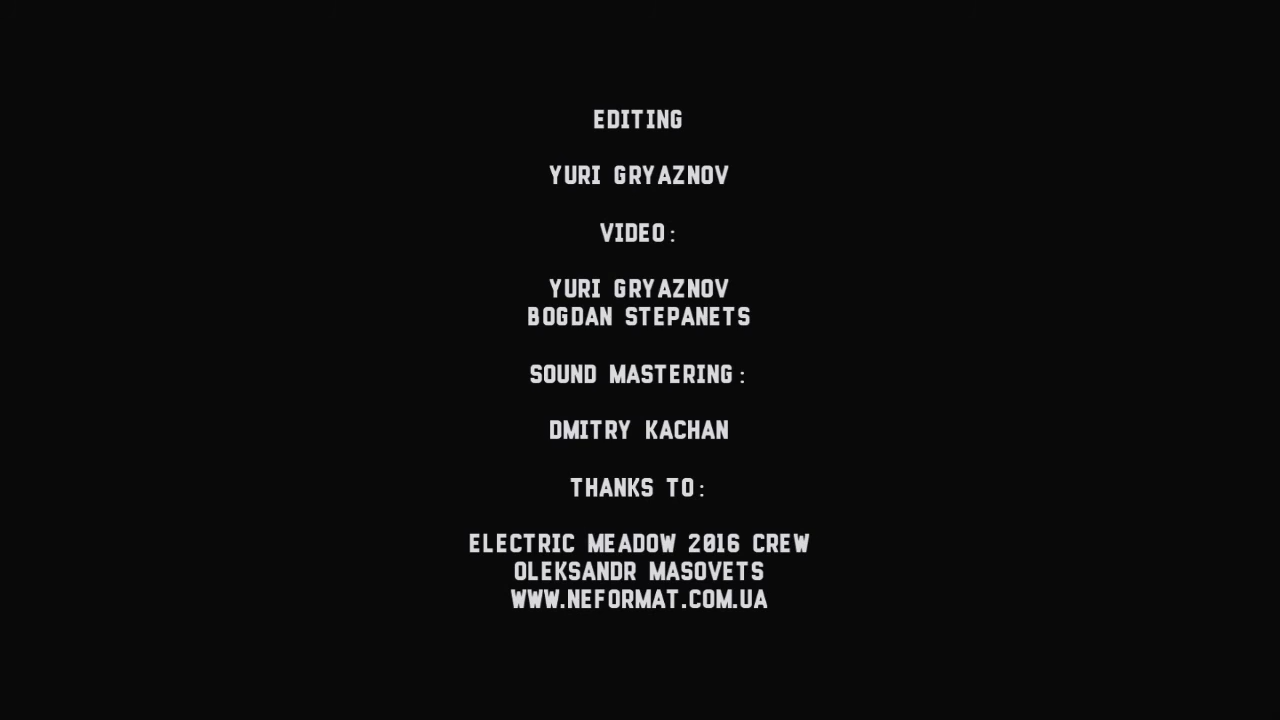 EDITING
YURI GRYAZNOV
VIDEO:
YURI GRYAZNOV
BOGDAN STEPANETS
SOUND MASTERING:
DMITRY KACHAN
THANKS TO:
ELECTRIC MEADOW 2016 CREW
OLEKSANDR MASOVETS
WWW.NEFORMAT.COM.UA